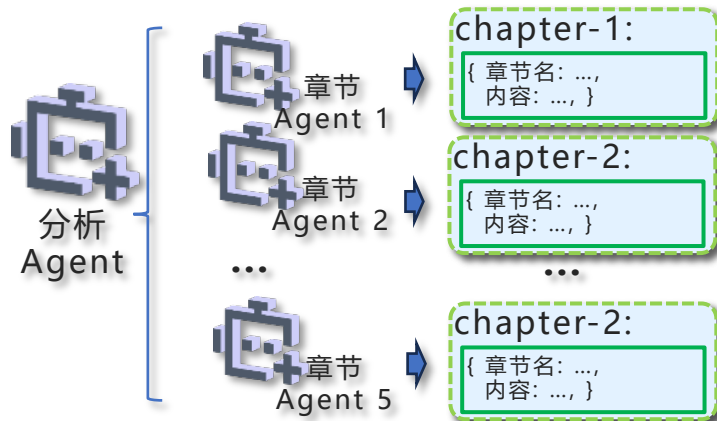 分析
Agent
章节
Agent 1
chapter-1:
{ 章节名: ...,
内容: ..., }
章节
Agent 2
chapter-2:
{ 章节名: ...,
内容: ..., }
...
...
章节
Agent 5
chapter-2:
{ 章节名: ...,
内容: ..., }